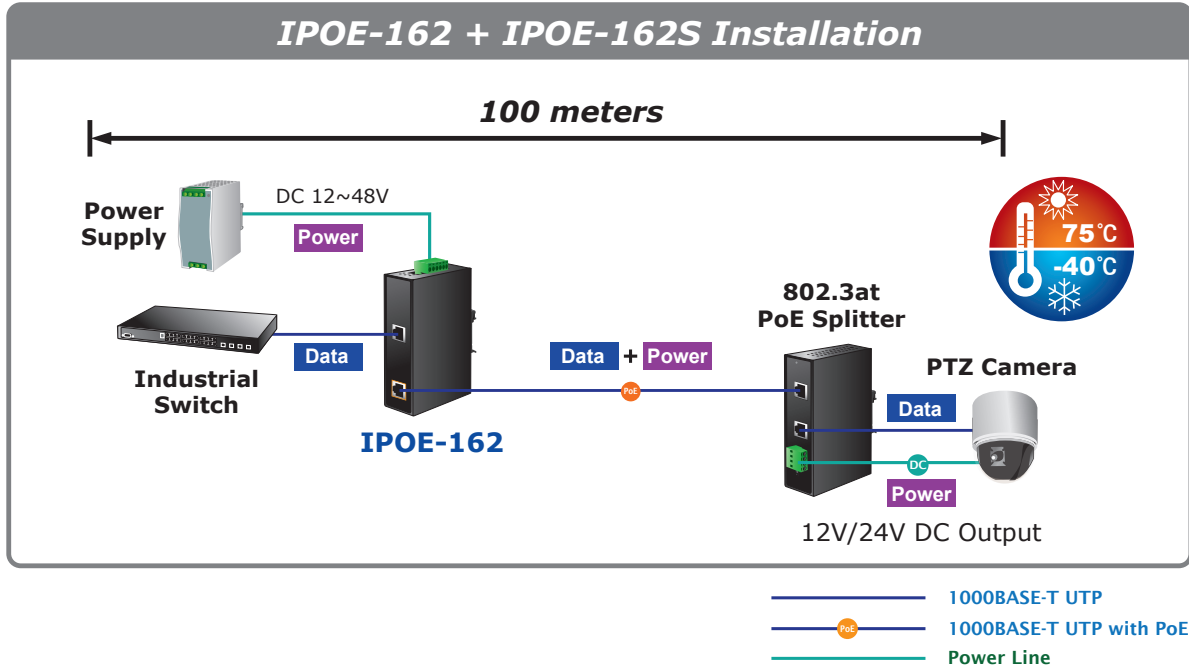 IPOE-162 + IPOE-162S Installation
100 meters
Power
Supply
DC 12~48V
Power
75°C
-40°C
802.3at
PoE Splitter
Industrial
Switch
Data
Data + Power
PoE
IPOE-162
PTZ Camera
Data
DC
Power
12V/24V DC Output
1000BASE-T UTP
PoE
1000BASE-T UTP with PoE
Power Line